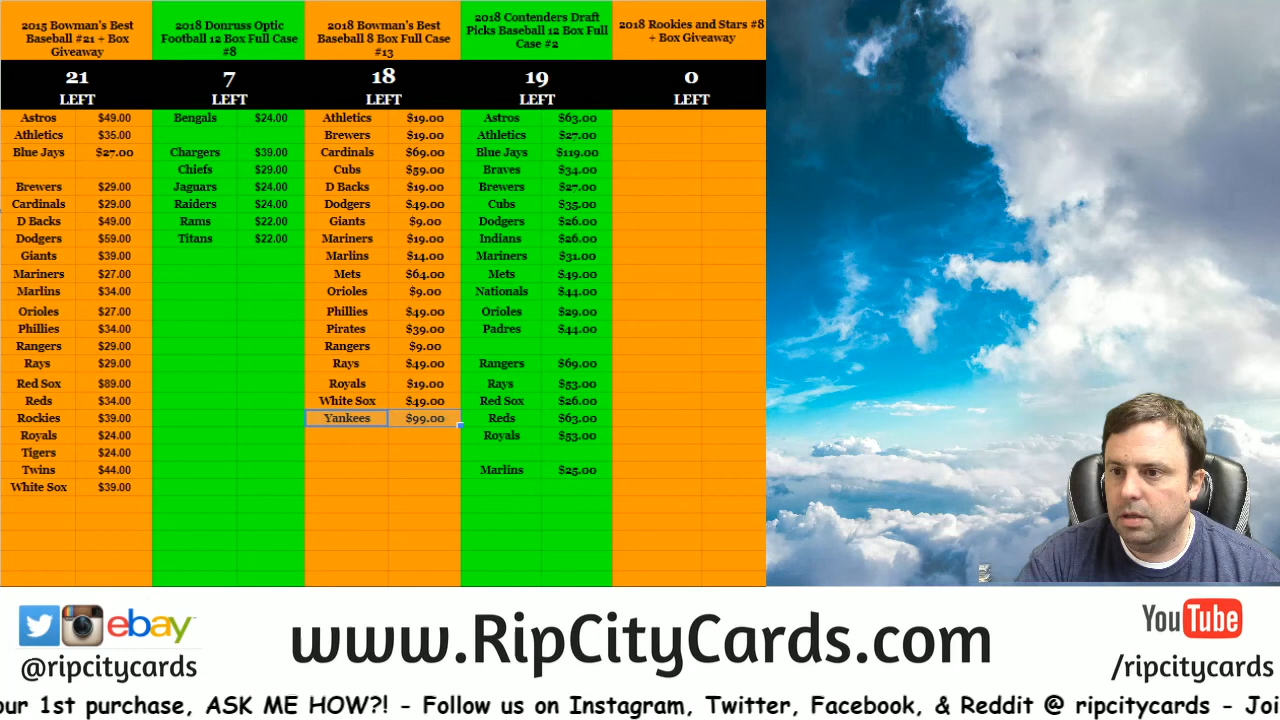 2015 Bowman's Best
Baseball #21 + Box
Giveaway
21
LEFT
Astros $49.00
Athletics $35.00
Blue Jays $27.00
Brewers $29.00
Cardinals $29.00
D Backs $49.00
Dodgers $59.00
Giants $39.00
Mariners $27.00
Marlins $34.00
Orioles $27.00
Phillies $34.00
Rangers $29.00
Rays $29.00
Red Sox $89.00
Reds $34.00
Rockies $39.00
Royals $24.00
Tigers $24.00
Twins $44.00
White Sox $39.00
2018 Donruss Optic
Football 12 Box Full Case
#8
7
LEFT
Bengals $24.00
Chargers $39.00
Chiefs $29.00
Jaguars $24.00
Raiders $24.00
Rams $22.00
Titans $22.00
2018 Bowman's Best
Baseball 8 Box Full Case
#13
18
LEFT
Athletics $19.00
Brewers $19.00
Cardinals $69.00
Cubs $59.00
D Backs $19.00
Dodgers $49.00
Giants $9.00
Mariners $19.00
Marlins $14.00
Mets $64.00
Orioles $9.00
Phillies $49.00
Pirates $39.00
Rangers $9.00
Rays $49.00
Royals $19.00
White Sox $49.00
Yankees $99.00
2018 Contenders Draft
Picks Baseball 12 Box Full
Case #2
19
LEFT
Astros $63.00
Athletics $27.00
Blue Jays $119.00
Braves $34.00
Brewers $27.00
Cubs $35.00
Dodgers $26.00
Indians $26.00
Mariners $31.00
Mets $49.00
Nationals $44.00
Orioles $29.00
Padres $44.00
Rangers $69.00
Rays $53.00
Red Sox $26.00
Reds $63.00
Royals $53.00
Marlins $25.00
2018 Rookies and Stars #8
+ Box Giveaway
0
LEFT
ebay
@ripcitycards
www.RipCityCards.com
YouTube
/ripcitycards
our 1st purchase, ASK ME HOW?! - Follow us on Instagram, Twitter, Facebook, & Reddit @ ripcitycards - Joi